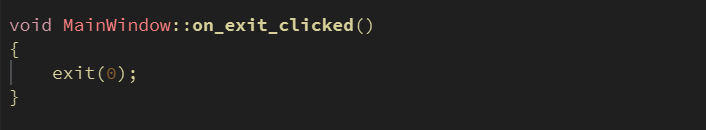 void MainWindow::on_exit_clicked()
{
    exit(0);
}